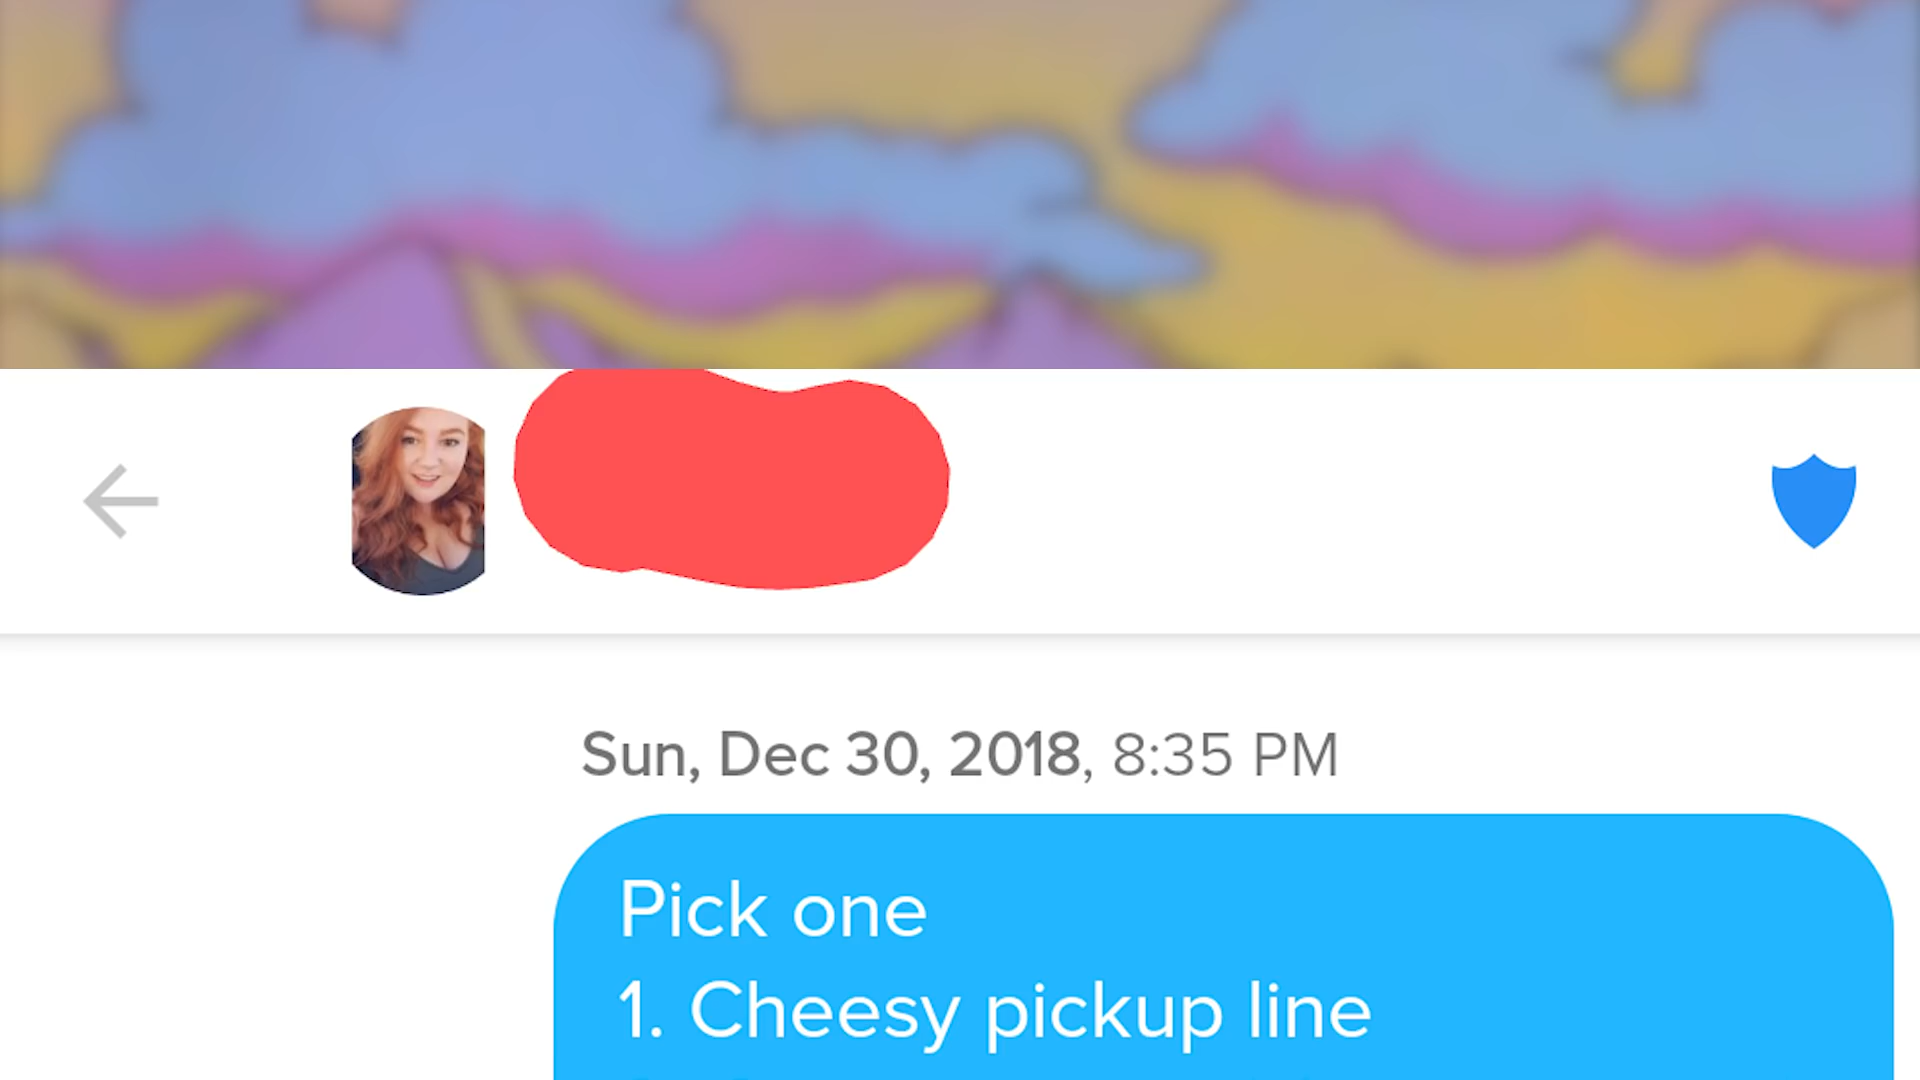 Sun, Dec 30, 2018, 8:35 PM
Pick one
1. Cheesy pickup line